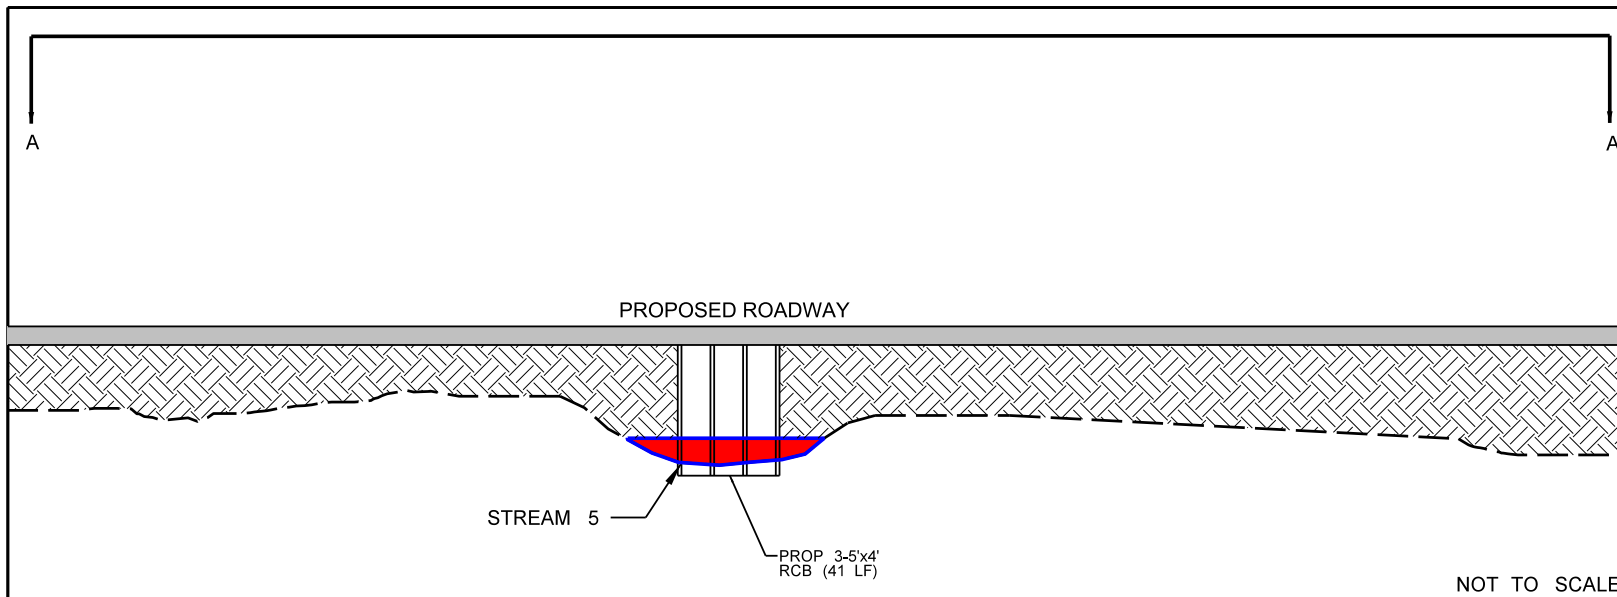 A
A
PROPOSED ROADWAY
STREAM 5
PROP 3-5'x4'
RCB (41 LF)
NOT TO SCALE